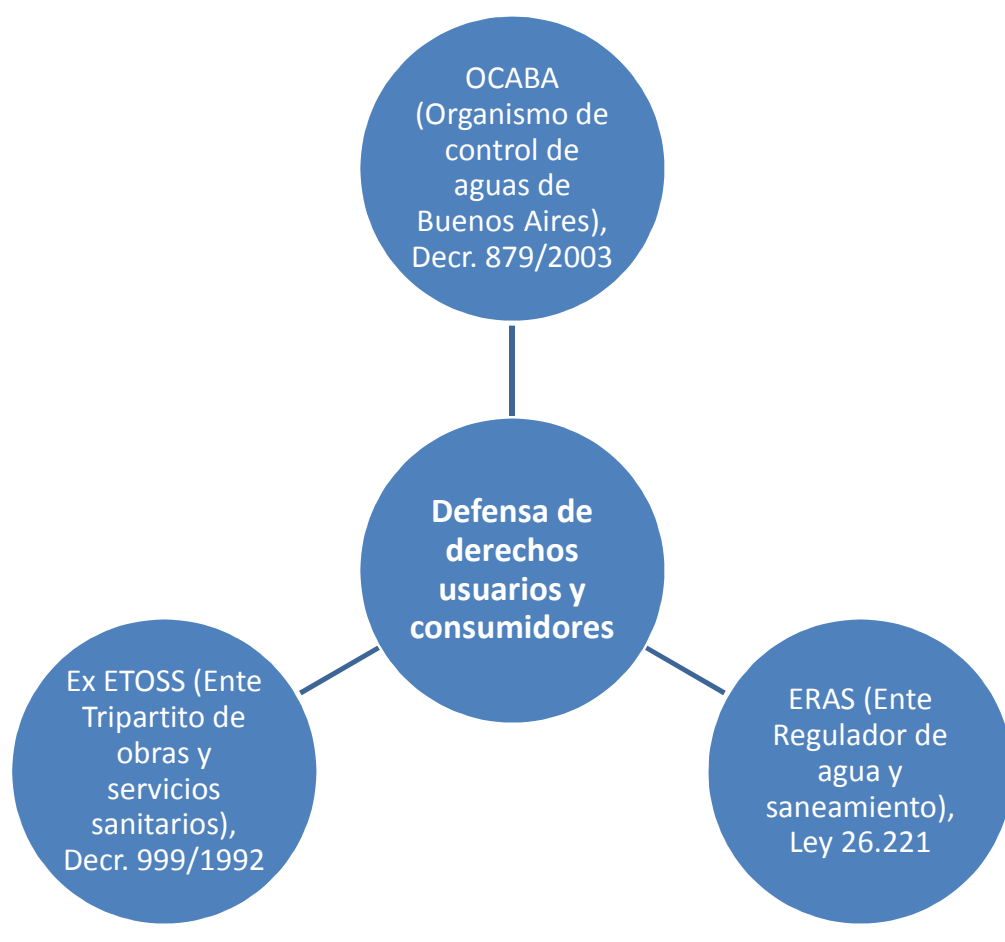 OCABA
(Organismo de
control de
aguas de
Buenos Aires),
Decr. 879/2003
Defensa de
derechos
usuarios y
consumidores
Ex ETOSS (Ente
Tripartito de
obras y
servicios
sanitarios),
Decr. 999/1992
ERAS (Ente
Regulador de
agua y
saneamiento),
Ley 26.221